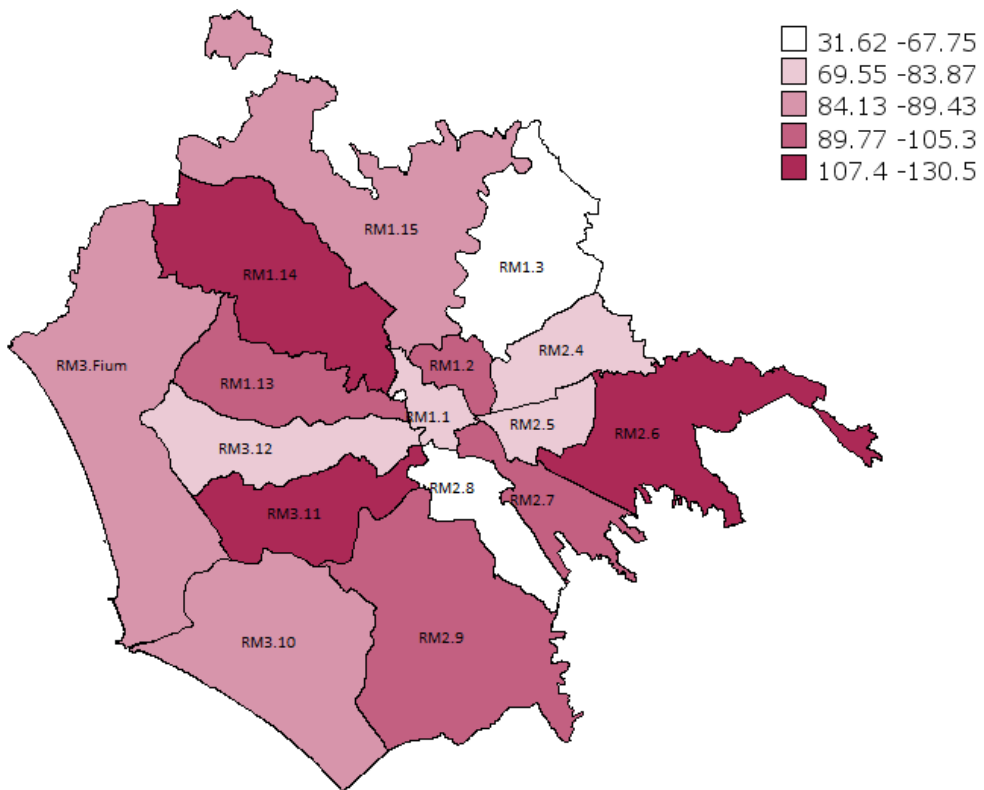 31.62 -67.75
69.55 -83.87
84.13 -89.43
89.77 -105.3
107.4 -130.5
RM1.15
RM1.3
RM1.14
RM2.4
RM3.Fium
RM1.2
RM1.13
RM1.1
RM2.5
RM2.6
RM3.12
RM2.8
RM2.7
RM3.11
RM3.10
RM2.9